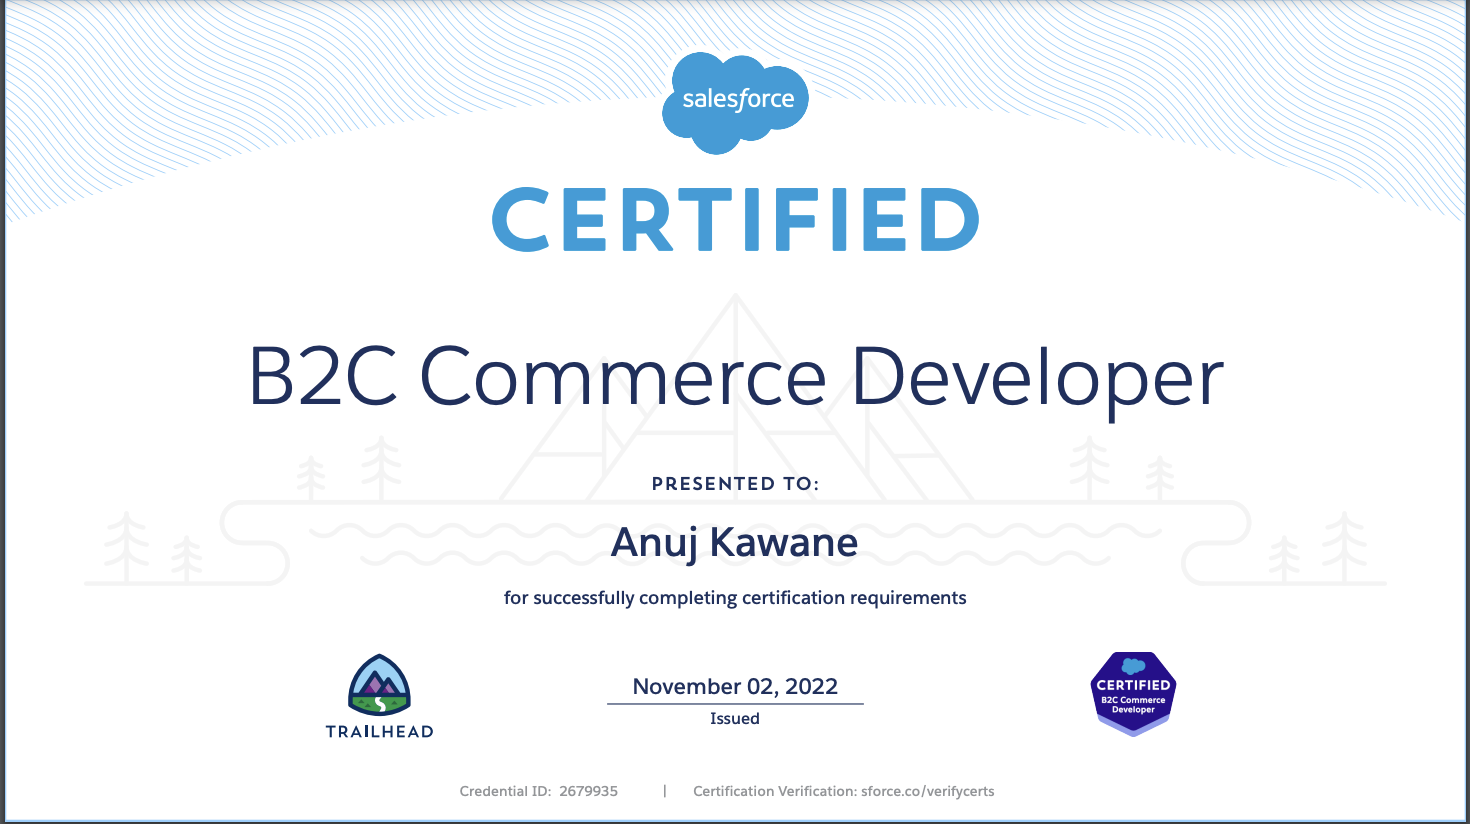 salesforce
CERTIFIED
B2C Commerce Developer
PRESENTED TO:
Anuj Kawane
for successfully completing certification requirements
TRAILHEAD
November 02, 2022
Issued
CERTIFIED
B2C Commerce
Developer
Credential ID: 2679935 | Certification Verification: sforce.co/verifycerts